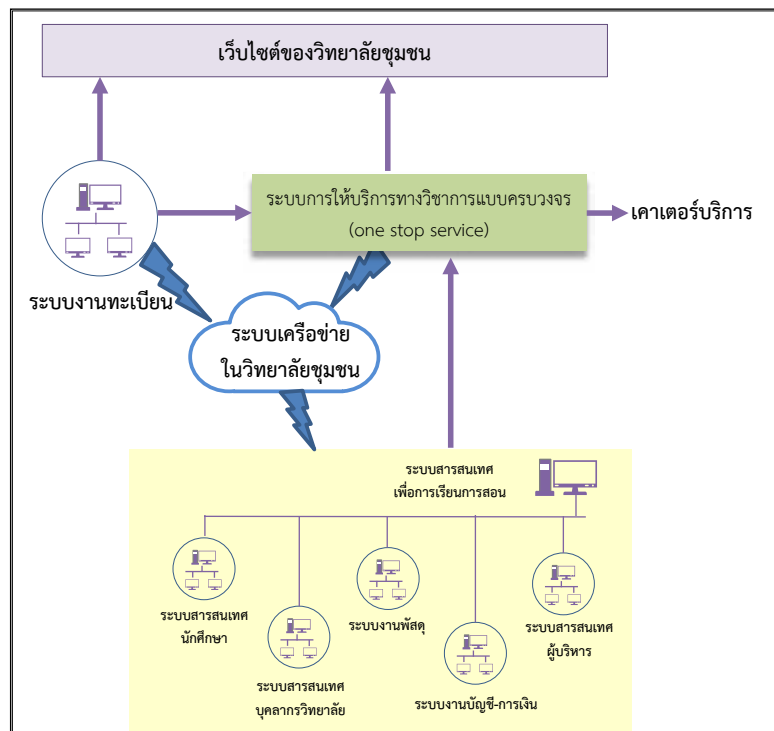 เว็บไซต์ของวิทยาลัยชุมชน
ระบบการให้บริการทางวิชาการแบบครบวงจร
(one stop service)
เคาเตอร์บริการ
ระบบงานทะเบียน
ระบบเครือข่าย
ในวิทยาลัยชุมชน
ระบบสารสนเทศ
เพื่อการเรียนการสอน
ระบบสารสนเทศ
นักศึกษา
ระบบสารสนเทศ
บุคลากรวิทยาลัย
ระบบงานพัสดุ
ระบบงานบัญชี-การเงิน
ระบบสารสนเทศ
ผู้บริหาร